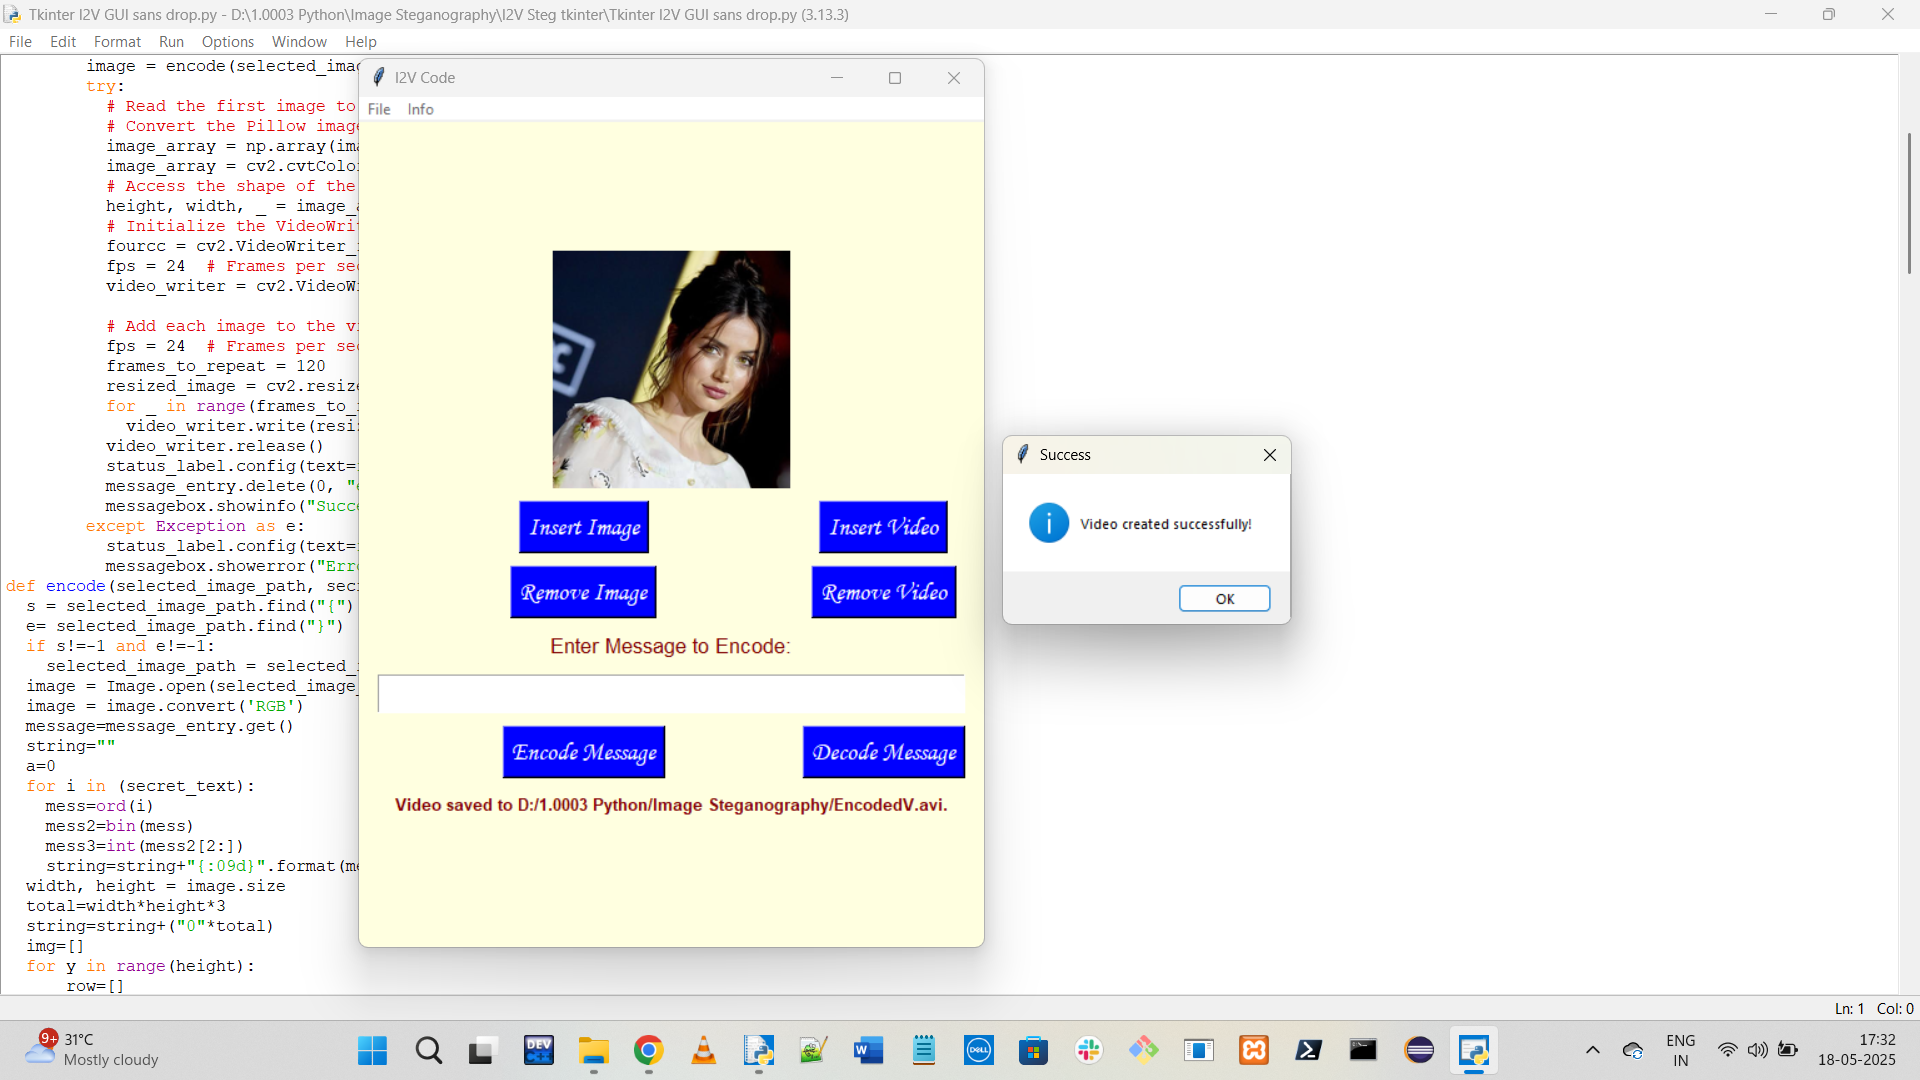 Tkinter I2V GUI sans drop.py - D:\1.0003 Python\Image Steganography\I2V Steg tkinter\Tkinter I2V GUI sans drop.py (3.13.3)
File Edit Format Run Options Window Help
image = encode(selected_ima
try:
# Read the first image to
# Convert the Pillow imag
image_array = np.array(im
image_array = cv2.cvtColo
# Access the shape of the
height, width, _ = image_
# Initialize the VideoWri
fourcc = cv2.VideoWriter_
fps = 24  # Frames per se
video_writer = cv2.VideoW
# Add each image to the v
fps = 24  # Frames per se
frames_to_repeat = 120
resized_image = cv2.resiz
for _ in range(frames_to_
video_writer.write(resi
video_writer.release()
status_label.config(text=
message_entry.delete(0, "
messagebox.showinfo("Succ
except Exception as e:
status_label.config(text=
messagebox.showerror("Err
def encode(selected_image_path, sec
s = selected_image_path.find("{")
e= selected_image_path.find("}")
if s!=-1 and e!=-1:
selected_image_path = selected_
image = Image.open(selected_image_
image = image.convert('RGB')
message=message_entry.get()
string=""
a=0
for i in (secret_text):
mess=ord(i)
mess2=bin(mess)
mess3=int(mess2[2:])
string=string+"{:09d}".format(me
width, height = image.size
total=width*height*3
string=string+("0"*total)
img=[]
for y in range(height):
row=[]
I2V Code
File Info
C
Insert Image Insert Video
Remove Image Remove Video
Enter Message to Encode:
Encode Message Decode Message
Video saved to D:/1.0003 Python/Image Steganography/EncodedV.avi.
Success
i Video created successfully!
OK
Ln: 1 Col: 0
9+ 31°C
Mostly cloudy
DEV C++
W
DELL
ENG
IN
17:32
18-05-2025